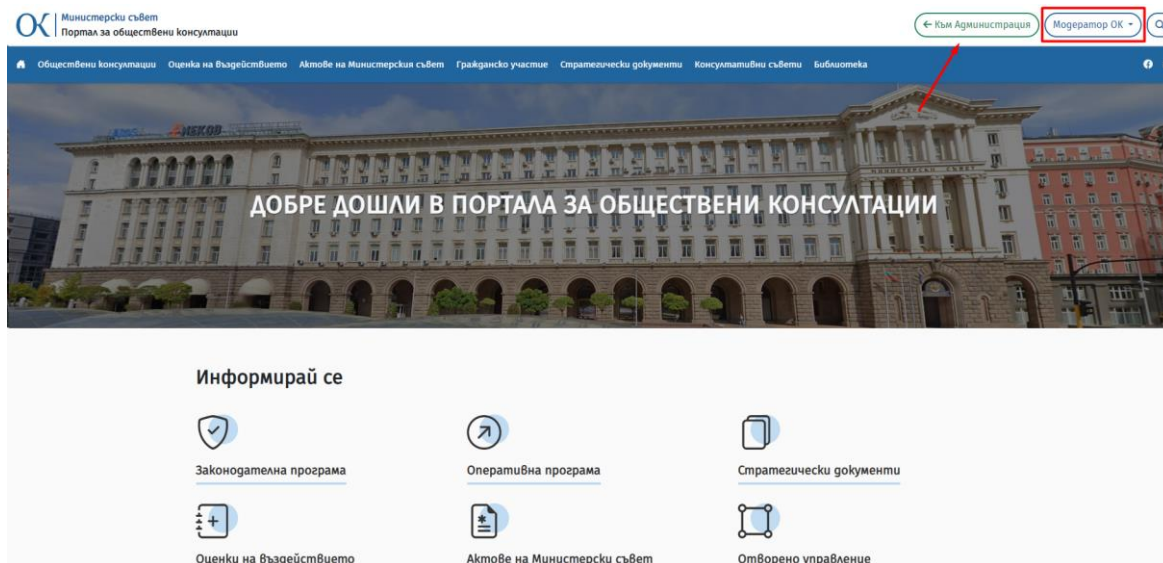 ОК
Министерски съвет
Портал за обществени консултации
← Към Администрация
Модератор ОК
Обществени консултации Оценка на въздействието Актове на Министерския съвет Гражданско участие Стратегически документи Консултативни съвети Библиотека
ДОБРЕ ДОШЛИ В ПОРТАЛА ЗА ОБЩЕСТВЕНИ КОНСУЛТАЦИИ
Информирай се
Законодателна програма Оперативна програма Стратегически документи
Оценки на въздействието Актове на Министерски съвет Отворено управление